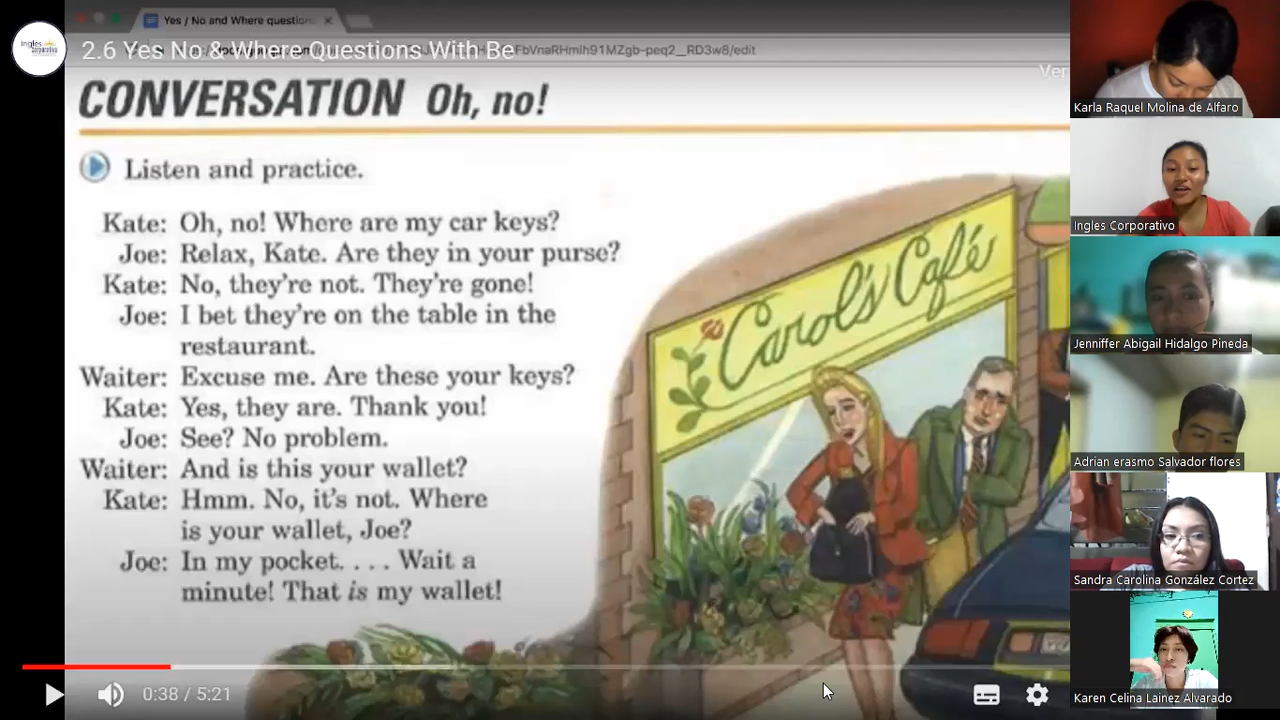 Yes / No and Where question
Inglés
Corporativo
2.6 Yes No & Where Questions With Be
CONVERSATION Oh, no!
Listen and practice.
Kate: Oh, no! Where are my car keys?
Joe: Relax, Kate. Are they in your purse?
Kate: No, they're not. They're gone!
Joe: I bet they're on the table in the
restaurant.
Waiter: Excuse me. Are these your keys?
Kate: Yes, they are. Thank you!
Joe: See? No problem.
Waiter: And is this your wallet?
Kate: Hmm. No, it's not. Where
is your wallet, Joe?
Joe: In my pocket. . . . Wait a
minute! That is my wallet!
Carol's Café
0:38 / 5:21
Karla Raquel Molina de Alfaro
Ingles Corporativo
Jenniffer Abigail Hidalgo Pineda
Adrian erasmo Salvador flores
Sandra Carolina González Cortez
Karen Celina Lainez Alvarado